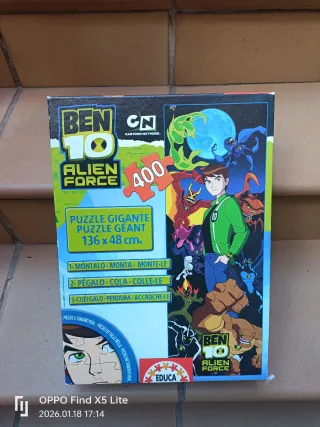 BEN
10
ALIEN
FORCE
CN
CARTOON NETWORK
400
PUZZLE GIGANTE
PUZZLE GÉANT
136 x 48 cm.
1-MÓNTALO - MONTA - MONTE-LE
2- PÉGALO - COLA - COLLE-LE
3-CUÉLGALO - PENDURA - ACCROCHE-LE
EDUCA
BEN
10
ALIEN
FORCE
OPPO Find X5 Lite
2026.01.18 17:14